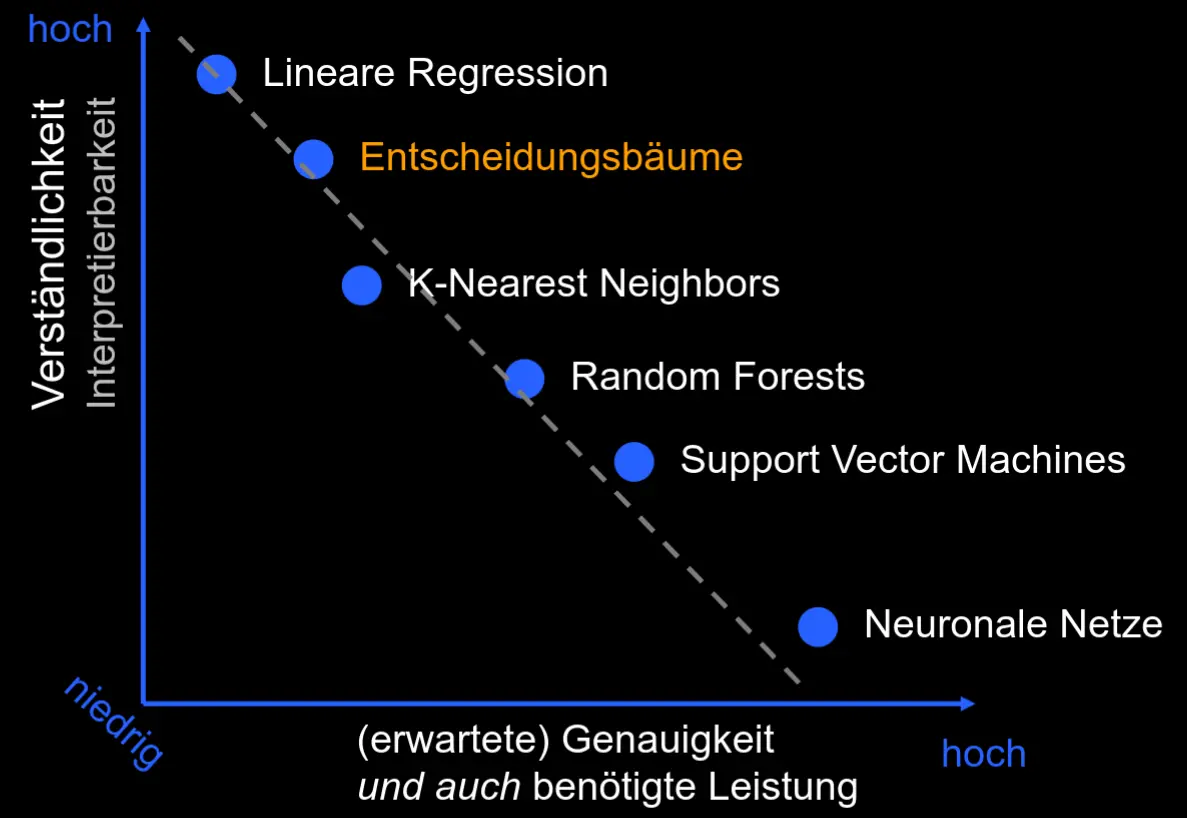 hoch
Verständlichkeit
Interpretierbarkeit
Lineare Regression
Entscheidungsbäume
K-Nearest Neighbors
Random Forests
Support Vector Machines
Neuronale Netze
niedrig
(erwartete) Genauigkeit
und auch benötigte Leistung
hoch